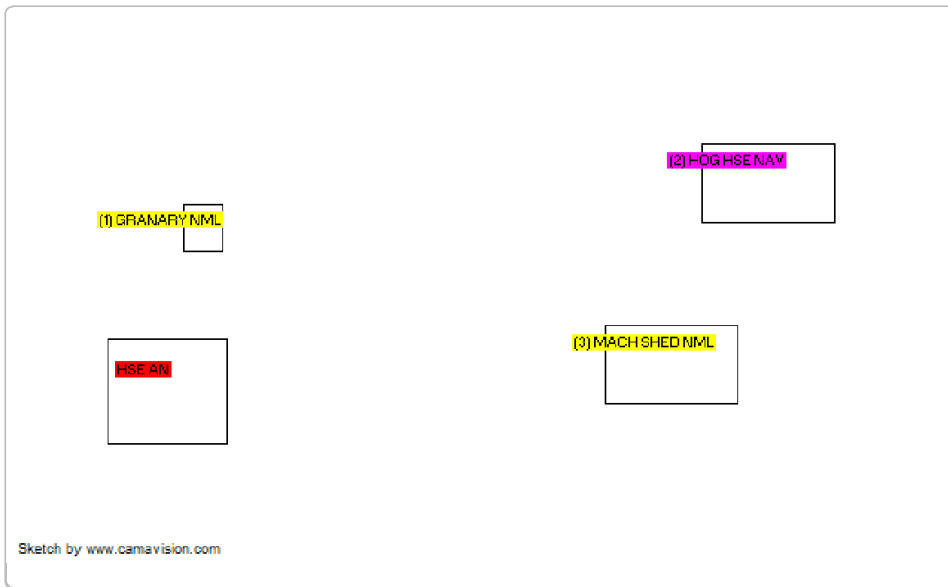 (2) HOG HSE NAV
(1) GRANARY NML
(3) MACH SHED NML
HSE AN
Sketch by www.camavision.com